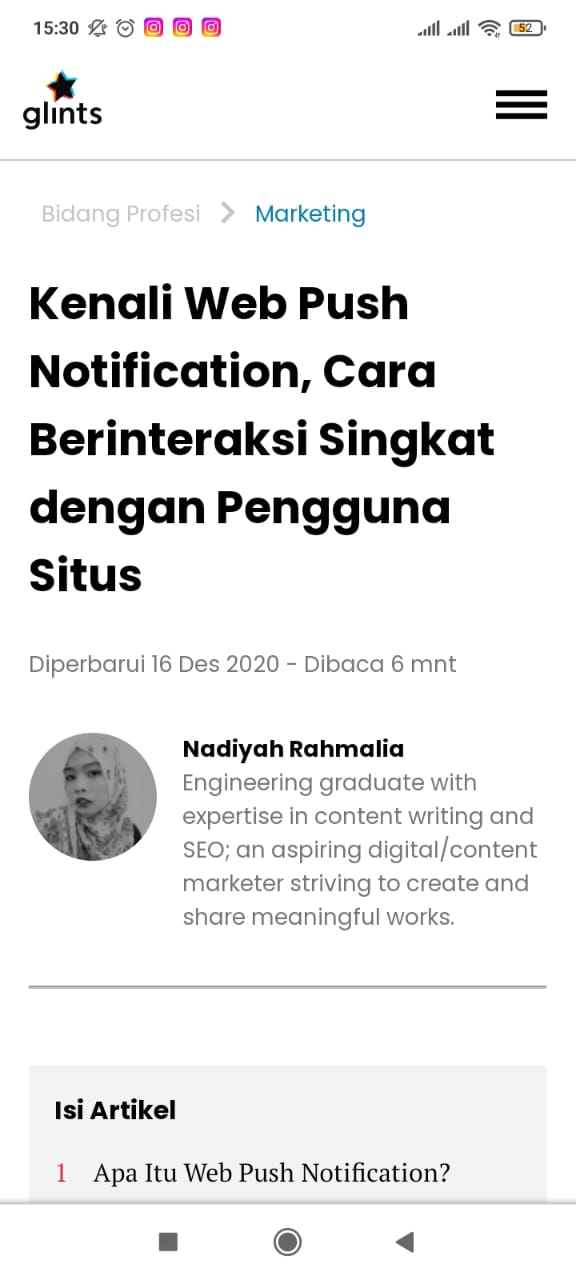 15:30
52
glints
Bidang Profesi > Marketing
Kenali Web Push
Notification, Cara
Berinteraksi Singkat
dengan Pengguna
Situs
Diperbarui 16 Des 2020 - Dibaca 6 mnt
Nadiyah Rahmalia
Engineering graduate with
expertise in content writing and
SEO; an aspiring digital/content
marketer striving to create and
share meaningful works.
Isi Artikel
1 Apa Itu Web Push Notification?